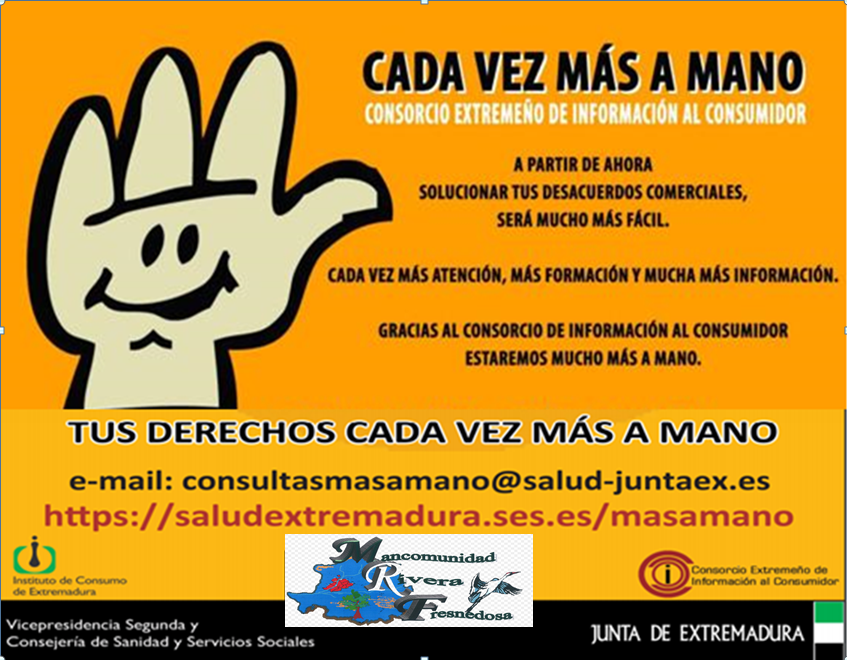 CADA VEZ MÁS A MANO
CONSORCIO EXTREMEÑO DE INFORMACIÓN AL CONSUMIDOR
A PARTIR DE AHORA
SOLUCIONAR TUS DESACUERDOS COMERCIALES,
SERÁ MUCHO MÁS FÁCIL.
CADA VEZ MÁS ATENCIÓN, MÁS FORMACIÓN Y MUCHA MÁS INFORMACIÓN.
GRACIAS AL CONSORCIO DE INFORMACIÓN AL CONSUMIDOR
ESTAREMOS MUCHO MÁS A MANO.
TUS DERECHOS CADA VEZ MÁS A MANO
e-mail: consultasmasamano@salud-juntaex.es
https://saludextremadura.ses.es/masamano
Instituto de Consumo
de Extremadura
Mancomunidad
Rivera
Fresnedosa
Consorcio Extremeño de
Información al Consumidor
Vicepresidencia Segunda y
Consejería de Sanidad y Servicios Sociales
JUNTA DE EXTREMADURA